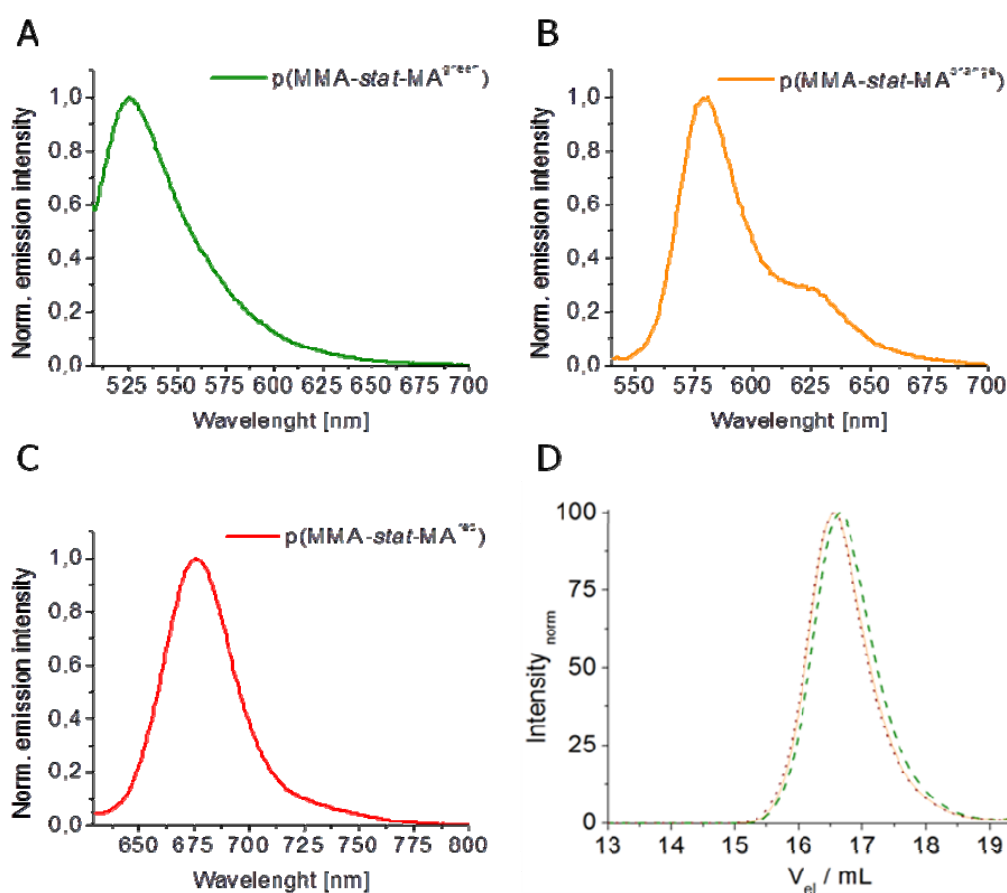 A
p(MMA-stat-MAgreen)
Norm. emission intensity
1,0
0,8
0,6
0,4
0,2
0,0
525 550 575 600 625 650 675 700
Wavelenght [nm]
B
p(MMA-stat-MAorange)
Norm. emission intensity
1,0
0,8
0,6
0,4
0,2
0,0
550 575 600 625 650 675 700
Wavelenght [nm]
C
p(MMA-stat-MAred)
Norm. emission intensity
1,0
0,8
0,6
0,4
0,2
0,0
650 675 700 725 750 775 800
Wavelenght [nm]
D
Intensity norm
100
75
50
25
0
13 14 15 16 17 18 19
Vel / mL